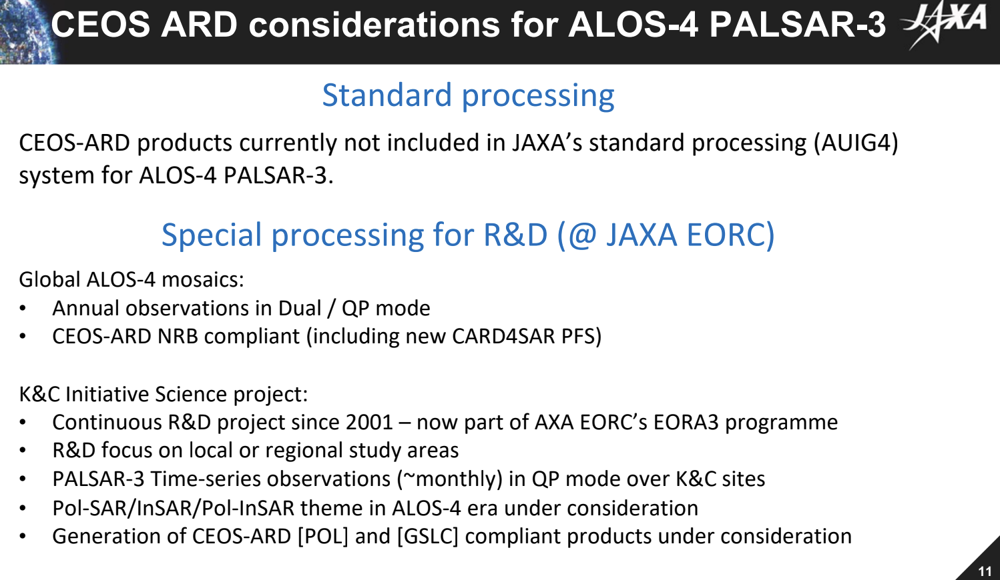 CEOS ARD considerations for ALOS-4 PALSAR-3
JAXA
Standard processing
CEOS-ARD products currently not included in JAXA’s standard processing (AUIG4)
system for ALOS-4 PALSAR-3.
Special processing for R&D (@ JAXA EORC)
Global ALOS-4 mosaics:
• Annual observations in Dual / QP mode
• CEOS-ARD NRB compliant (including new CARD4SAR PFS)
K&C Initiative Science project:
• Continuous R&D project since 2001 – now part of AXA EORC’s EORA3 programme
• R&D focus on local or regional study areas
• PALSAR-3 Time-series observations (~monthly) in QP mode over K&C sites
• Pol-SAR/InSAR/Pol-InSAR theme in ALOS-4 era under consideration
• Generation of CEOS-ARD [POL] and [GSLC] compliant products under consideration
11